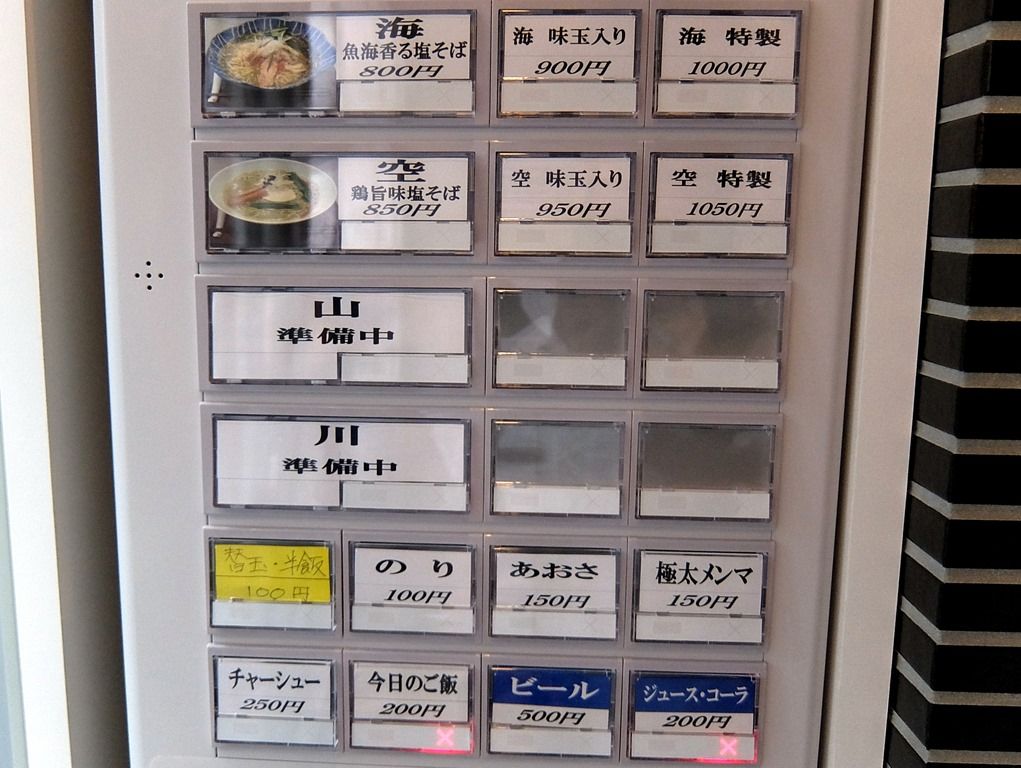 海
魚海香る塩そば
800円
海 味玉入り
900円
海 特製
1000円
空
鶏旨味塩そば
850円
空 味玉入り
950円
空 特製
1050円
山
準備中
川
準備中
替玉・半飯
100円
のり
100円
あおさ
150円
極太メンマ
150円
チャーシュー
250円
今日のご飯
200円
ビール
500円
ジュース・コーラ
200円